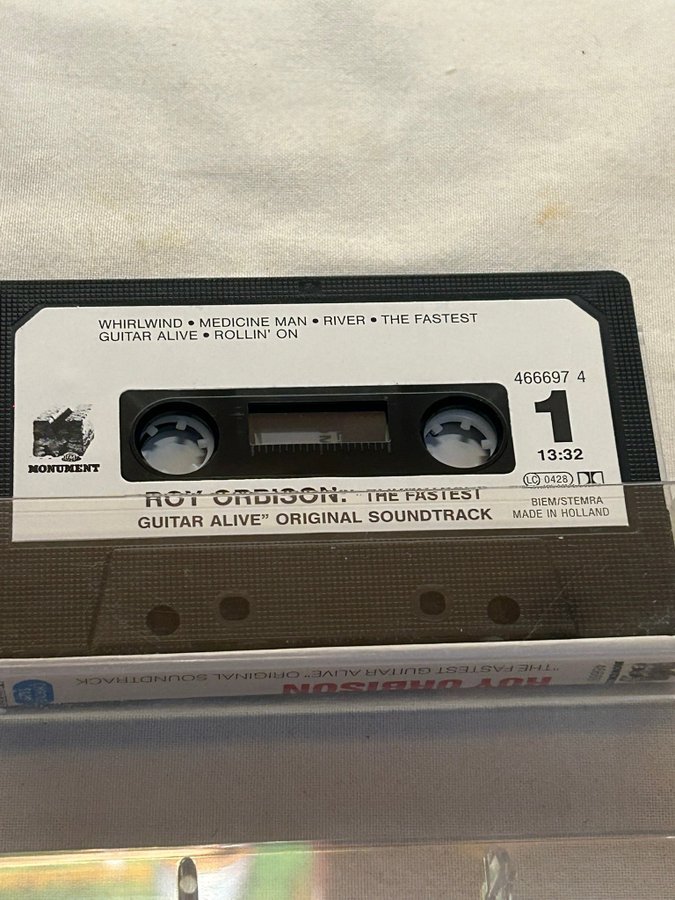 WHIRLWIND • MEDICINE MAN • RIVER • THE FASTEST
GUITAR ALIVE • ROLLIN' ON
466697 4
1
13:32
MONUMENT
LC 0428
ROY ORBISON: "THE FASTEST
GUITAR ALIVE" ORIGINAL SOUNDTRACK
BIEM/STEMRA
MADE IN HOLLAND
ROY ORBISON
"THE FASTEST GUITAR ALIVE" ORIGINAL SOUNDTRACK